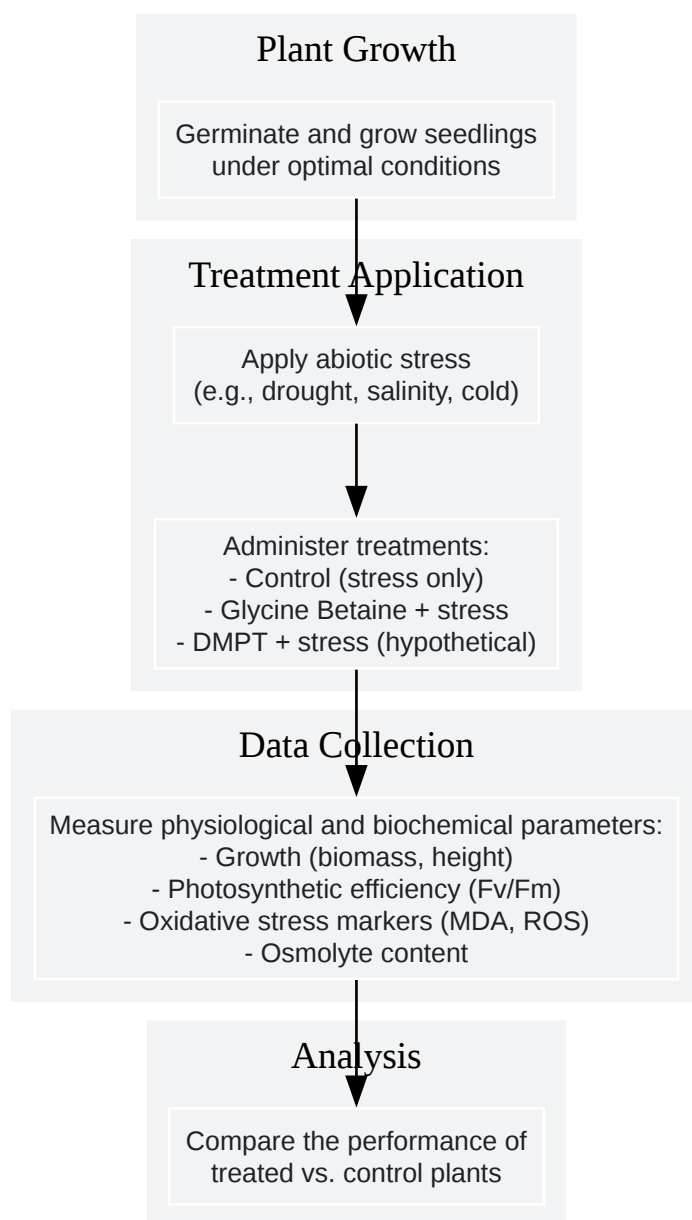 Plant Growth
Germinate and grow seedlings
under optimal conditions
Treatment Application
Apply abiotic stress
(e.g., drought, salinity, cold)
Administer treatments:
- Control (stress only)
- Glycine Betaine + stress
- DMPT + stress (hypothetical)
Data Collection
Measure physiological and biochemical parameters:
- Growth (biomass, height)
- Photosynthetic efficiency (Fv/Fm)
- Oxidative stress markers (MDA, ROS)
- Osmolyte content
Analysis
Compare the performance of
treated vs. control plants